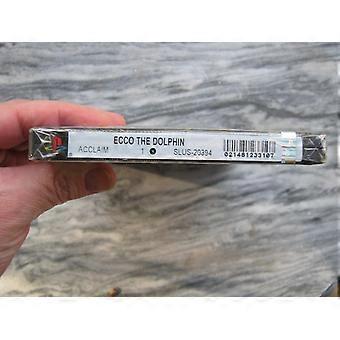 ECCO THE DOLPHIN
ACCLAIM 1 SLUS-20394
021481233107